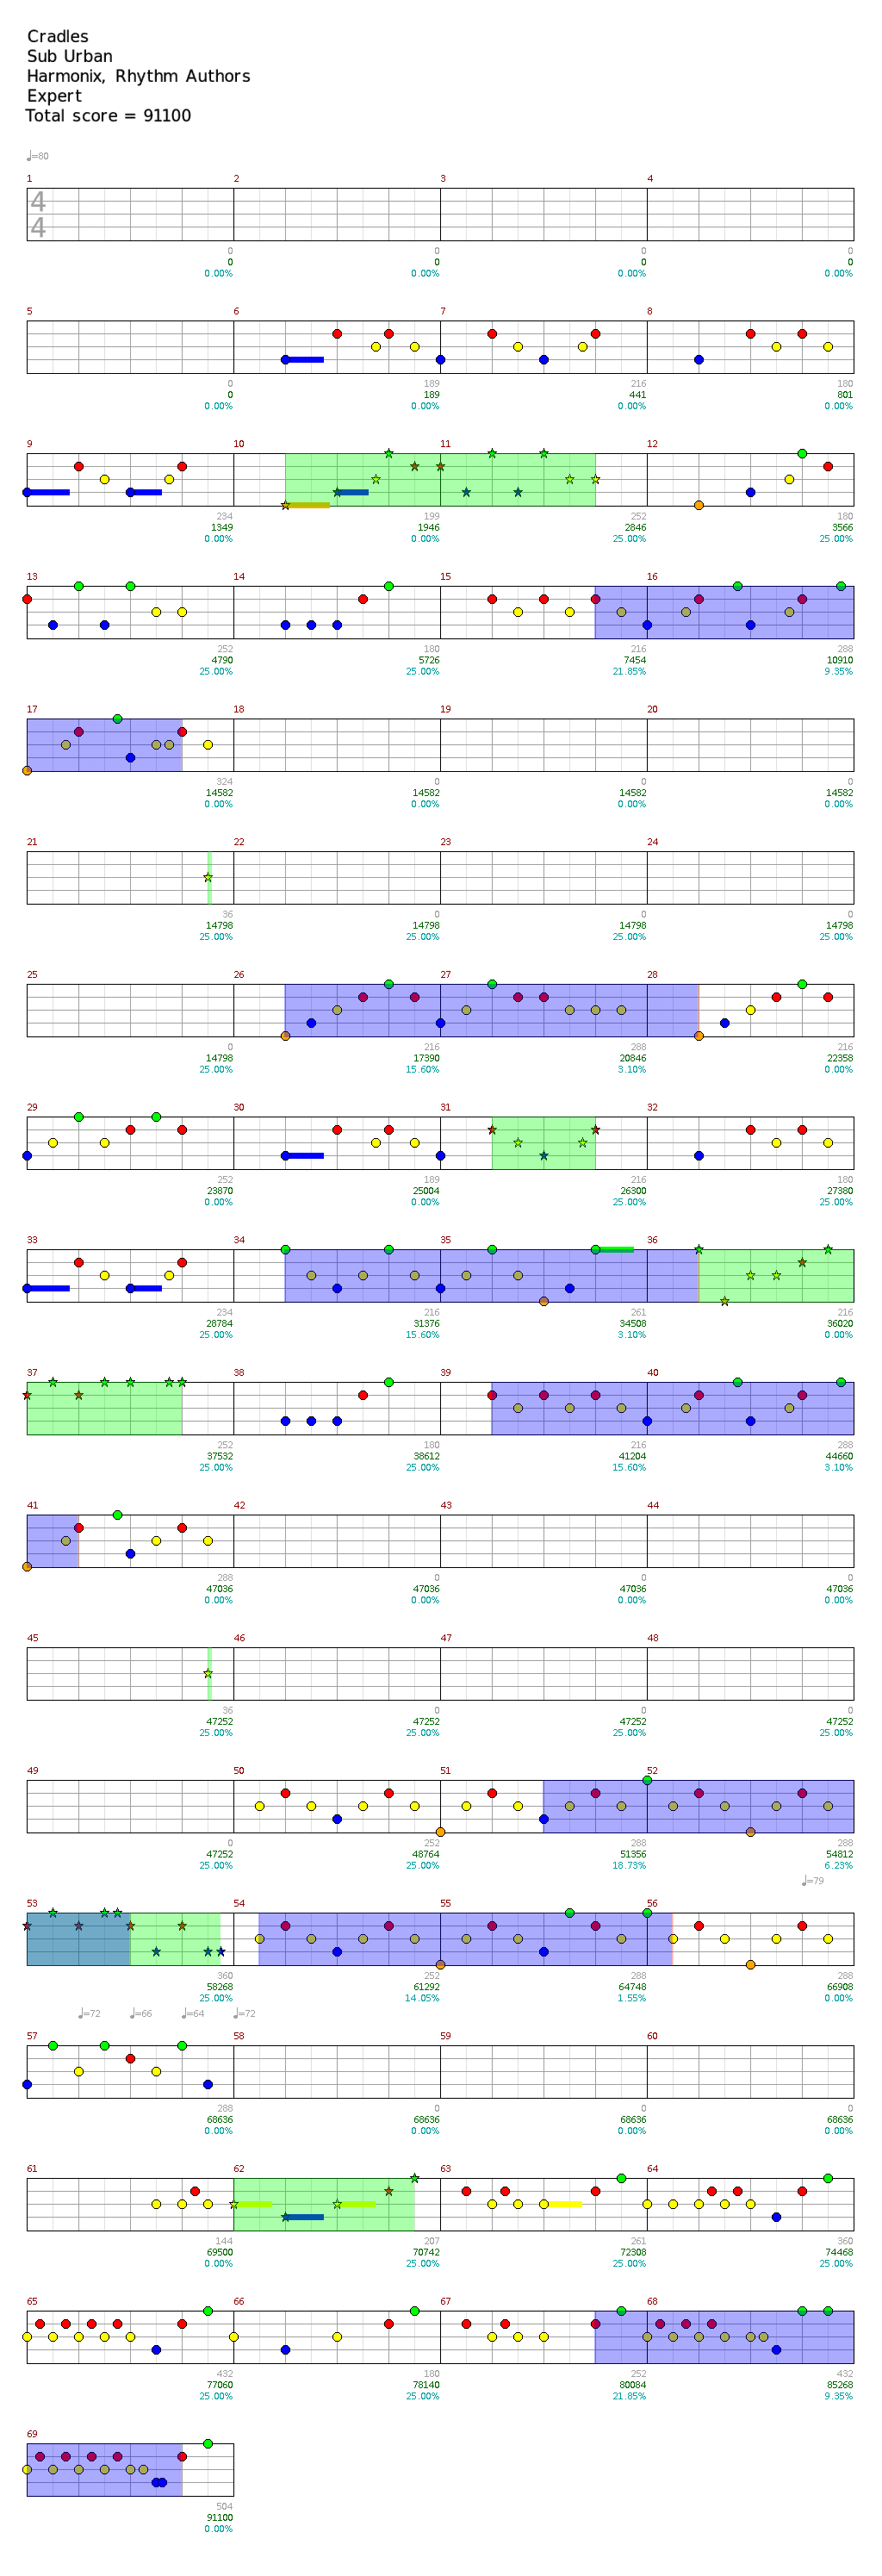 Cradles
Sub Urban
Harmonix, Rhythm Authors
Expert
Total score = 91100
♩=80
1 2 3 4
4
4
0 0 0 0
0 0 0 0
0.00% 0.00% 0.00% 0.00%
5 6 7 8
0 189 216 180
0 189 441 801
0.00% 0.00% 0.00% 0.00%
9 10 11 12
234 199 252 180
1349 1946 2846 3566
0.00% 0.00% 25.00% 25.00%
13 14 15 16
252 180 216 288
4790 5726 7454 10910
25.00% 25.00% 21.85% 9.35%
17 18 19 20
324 0 0 0
14582 14582 14582 14582
0.00% 0.00% 0.00% 0.00%
21 22 23 24
36 0 0 0
14798 14798 14798 14798
25.00% 25.00% 25.00% 25.00%
25 26 27 28
0 216 288 216
14798 17390 20846 22358
25.00% 15.60% 3.10% 0.00%
29 30 31 32
252 189 216 180
23870 25004 26300 27380
0.00% 0.00% 25.00% 25.00%
33 34 35 36
234 216 261 216
28784 31376 34508 36020
25.00% 15.60% 3.10% 0.00%
37 38 39 40
252 180 216 288
37532 38612 41204 44660
25.00% 25.00% 15.60% 3.10%
41 42 43 44
288 0 0 0
47036 47036 47036 47036
0.00% 0.00% 0.00% 0.00%
45 46 47 48
36 0 0 0
47252 47252 47252 47252
25.00% 25.00% 25.00% 25.00%
49 50 51 52
0 252 288 288
47252 48764 51356 54812
25.00% 25.00% 18.73% 6.23%
♩=79
53 54 55 56
360 252 288 288
58268 61292 64748 66908
25.00% 14.05% 1.55% 0.00%
♩=72 ♩=66 ♩=64 ♩=72
57 58 59 60
288 0 0 0
68636 68636 68636 68636
0.00% 0.00% 0.00% 0.00%
61 62 63 64
144 207 261 360
69500 70742 72308 74468
0.00% 25.00% 25.00% 25.00%
65 66 67 68
432 180 252 432
77060 78140 80084 85268
25.00% 25.00% 21.85% 9.35%
69
504
91100
0.00%